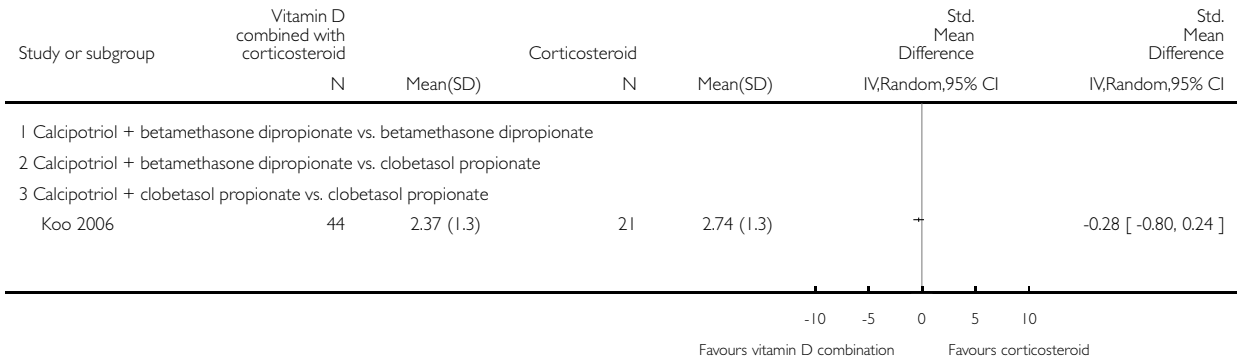 Study or subgroup
Vitamin D
combined with
corticosteroid
Corticosteroid
Std.
Mean
Difference
Std.
Mean
Difference
N Mean(SD) N Mean(SD) IV,Random,95% CI IV,Random,95% CI
1 Calcipotriol + betamethasone dipropionate vs. betamethasone dipropionate
2 Calcipotriol + betamethasone dipropionate vs. clobetasol propionate
3 Calcipotriol + clobetasol propionate vs. clobetasol propionate
Koo 2006 44 2.37 (1.3) 21 2.74 (1.3) -0.28 [ -0.80, 0.24 ]
-10 -5 0 5 10
Favours vitamin D combination Favours corticosteroid